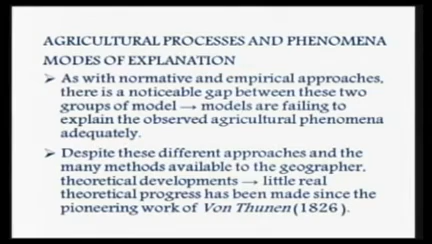 AGRICULTURAL PROCESSES AND PHENOMENA
MODES OF EXPLANATION
➢ As with normative and empirical approaches,
there is a noticeable gap between these two
groups of model → models are failing to
explain the observed agricultural phenomena
adequately.
➢ Despite these different approaches and the
many methods available to the geographer,
theoretical developments → little real
theoretical progress has been made since the
pioneering work of Von Thunen (1826 ).